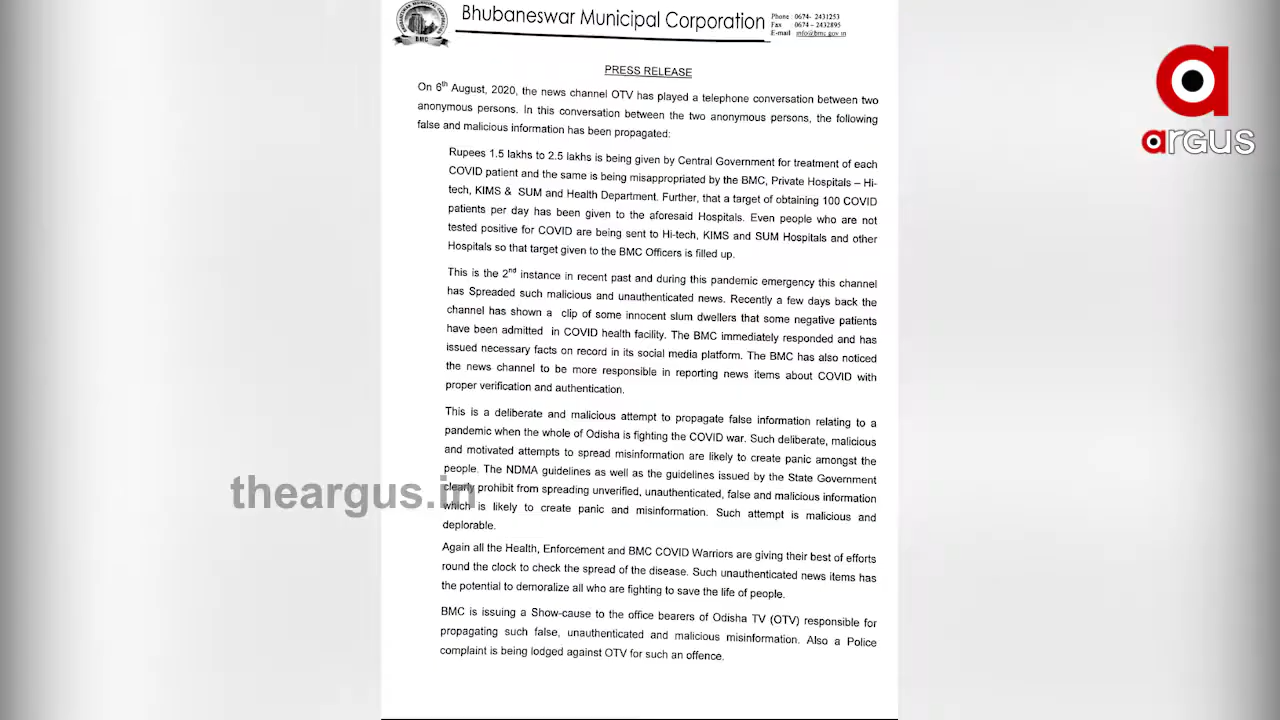 BHUBANESWAR MUNICIPAL CORPORATION
BMC
Bhubaneswar Municipal Corporation
Phone : 0674- 2431253
Fax 0674 – 2432895
E-mail info@bmc.gov.in
argus
PRESS RELEASE
On 6th August, 2020, the news channel OTV has played a telephone conversation between two
anonymous persons. In this conversation between the two anonymous persons, the following
false and malicious information has been propagated:
Rupees 1.5 lakhs to 2.5 lakhs is being given by Central Government for treatment of each
COVID patient and the same is being misappropriated by the BMC, Private Hospitals – Hi-
tech, KIMS & SUM and Health Department. Further, that a target of obtaining 100 COVID
patients per day has been given to the aforesaid Hospitals. Even people who are not
tested positive for COVID are being sent to Hi-tech, KIMS and SUM Hospitals and other
Hospitals so that target given to the BMC Officers is filled up.
This is the 2nd instance in recent past and during this pandemic emergency this channel
has Spreaded such malicious and unauthenticated news. Recently a few days back the
channel has shown a clip of some innocent slum dwellers that some negative patients
have been admitted in COVID health facility. The BMC immediately responded and has
issued necessary facts on record in its social media platform. The BMC has also noticed
the news channel to be more responsible in reporting news items about COVID with
proper verification and authentication.
This is a deliberate and malicious attempt to propagate false information relating to a
pandemic when the whole of Odisha is fighting the COVID war. Such deliberate, malicious
and motivated attempts to spread misinformation are likely to create panic amongst the
people. The NDMA guidelines as well as the guidelines issued by the State Government
clearly prohibit from spreading unverified, unauthenticated, false and malicious information
which is likely to create panic and misinformation. Such attempt is malicious and
deplorable.
theargus.in
Again all the Health, Enforcement and BMC COVID Warriors are giving their best of efforts
round the clock to check the spread of the disease. Such unauthenticated news items has
the potential to demoralize all who are fighting to save the life of people.
BMC is issuing a Show-cause to the office bearers of Odisha TV (OTV) responsible for
propagating such false, unauthenticated and malicious misinformation. Also a Police
complaint is being lodged against OTV for such an offence.